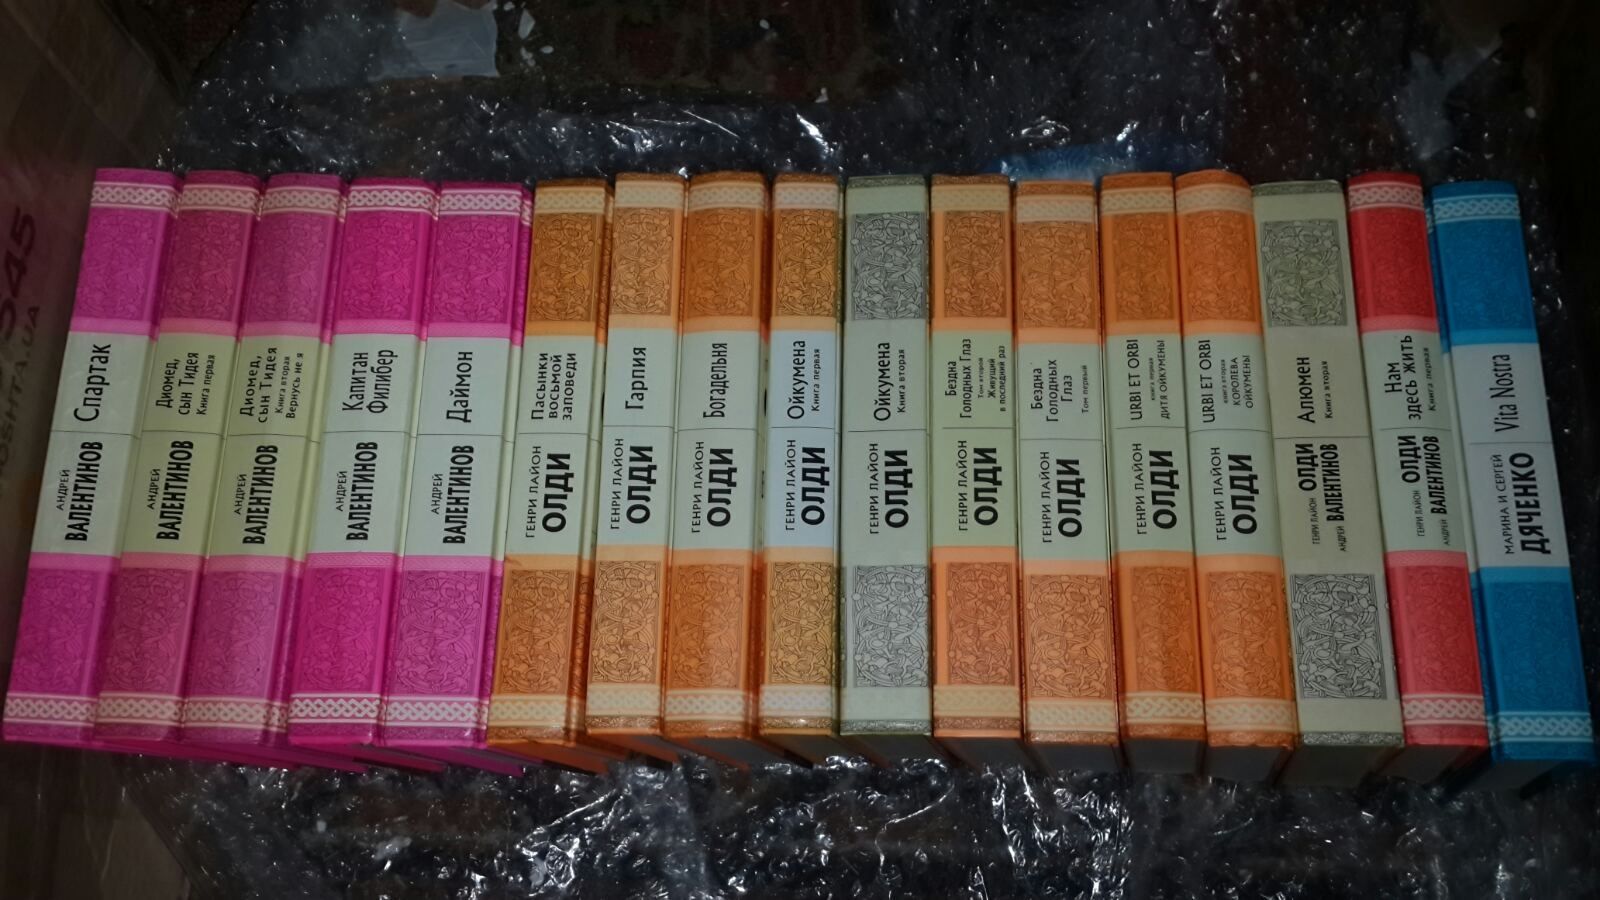 АНДРЕЙ
ВАЛЕНТИНОВ
Спартак
АНДРЕЙ
ВАЛЕНТИНОВ
Диомед,
сын Тидея
Книга первая
АНДРЕЙ
ВАЛЕНТИНОВ
Диомед,
сын Тидея
Книга вторая
Вернусь не я
АНДРЕЙ
ВАЛЕНТИНОВ
Капитан
Филибер
АНДРЕЙ
ВАЛЕНТИНОВ
Даймон
ГЕНРИ ЛАЙОН
ОЛДИ
Пасынки
восьмой
заповеди
ГЕНРИ ЛАЙОН
ОЛДИ
Гарпия
ГЕНРИ ЛАЙОН
ОЛДИ
Богадельня
ГЕНРИ ЛАЙОН
ОЛДИ
Ойкумена
Книга первая
ГЕНРИ ЛАЙОН
ОЛДИ
Ойкумена
Книга вторая
ГЕНРИ ЛАЙОН
ОЛДИ
Бездна
Голодных Глаз
Том второй
Живущий
в последний раз
ГЕНРИ ЛАЙОН
ОЛДИ
Бездна
Голодных
Глаз
Том первый
ГЕНРИ ЛАЙОН
ОЛДИ
URBI ET ORBI
книга первая
ДИТЯ ОЙКУМЕНЫ
ГЕНРИ ЛАЙОН
ОЛДИ
URBI ET ORBI
книга вторая
КОРОЛЕВА
ОЙКУМЕНЫ
ГЕНРИ ЛАЙОН ОЛДИ
АНДРЕЙ ВАЛЕНТИНОВ
Алюмен
Книга вторая
ГЕНРИ ЛАЙОН ОЛДИ
АНДРЕЙ ВАЛЕНТИНОВ
Нам
здесь жить
Книга первая
МАРИНА И СЕРГЕЙ
ДЯЧЕНКО
Vita Nostra
545
POSHTA.UA